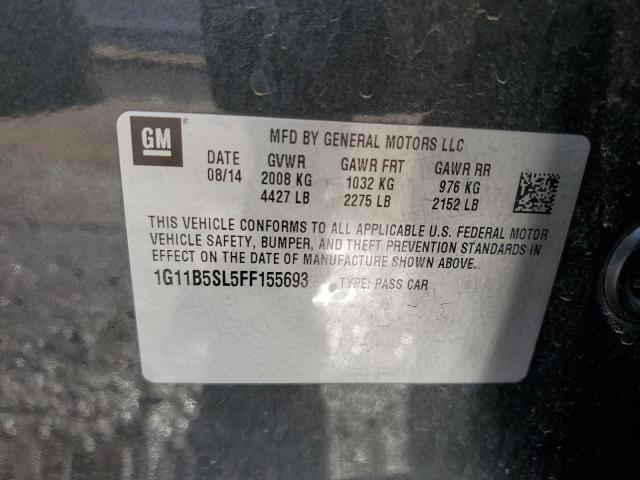 GM
MFD BY GENERAL MOTORS LLC
DATE GVWR GAWR FRT GAWR RR
08/14 2008 KG 1032 KG 976 KG
4427 LB 2275 LB 2152 LB
THIS VEHICLE CONFORMS TO ALL APPLICABLE U.S. FEDERAL MOTOR
VEHICLE SAFETY, BUMPER, AND THEFT PREVENTION STANDARDS IN
EFFECT ON THE DATE OF MANUFACTURE SHOWN ABOVE.
1G11B5SL5FF155693 TYPE: PASS CAR